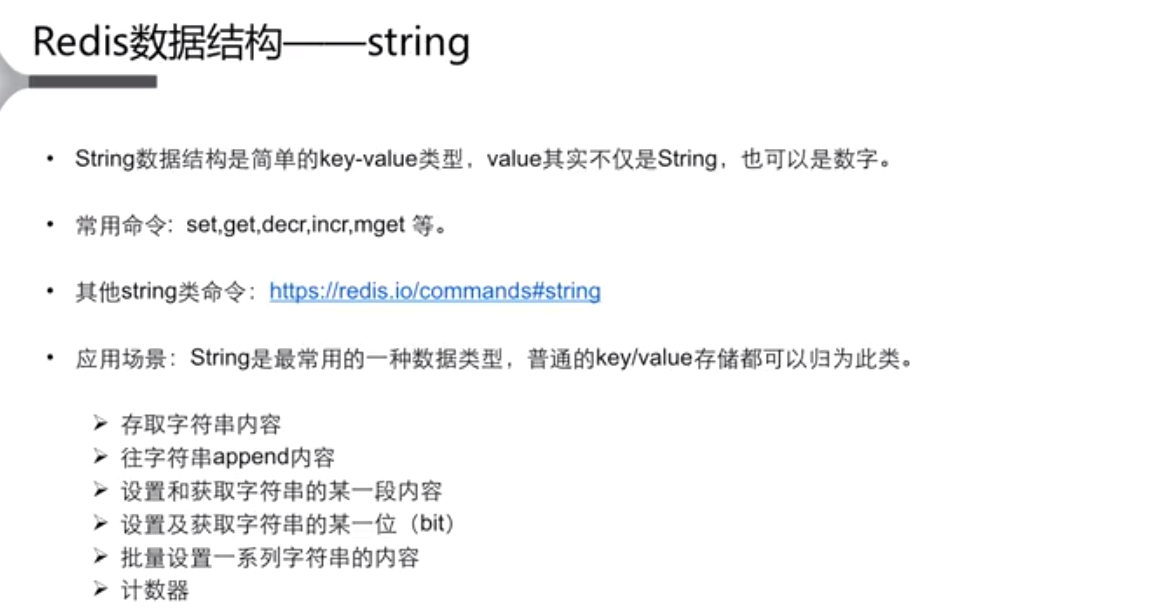 Redis数据结构——string
• String数据结构是简单的key-value类型，value其实不仅是String，也可以是数字。
• 常用命令: set,get,decr,incr,mget 等。
• 其他string类命令：https://redis.io/commands#string
• 应用场景：String是最常用的一种数据类型，普通的key/value存储都可以归为此类。
➢ 存取字符串内容
➢ 往字符串append内容
➢ 设置和获取字符串的某一段内容
➢ 设置及获取字符串的某一位（bit）
➢ 批量设置一系列字符串的内容
➢ 计数器